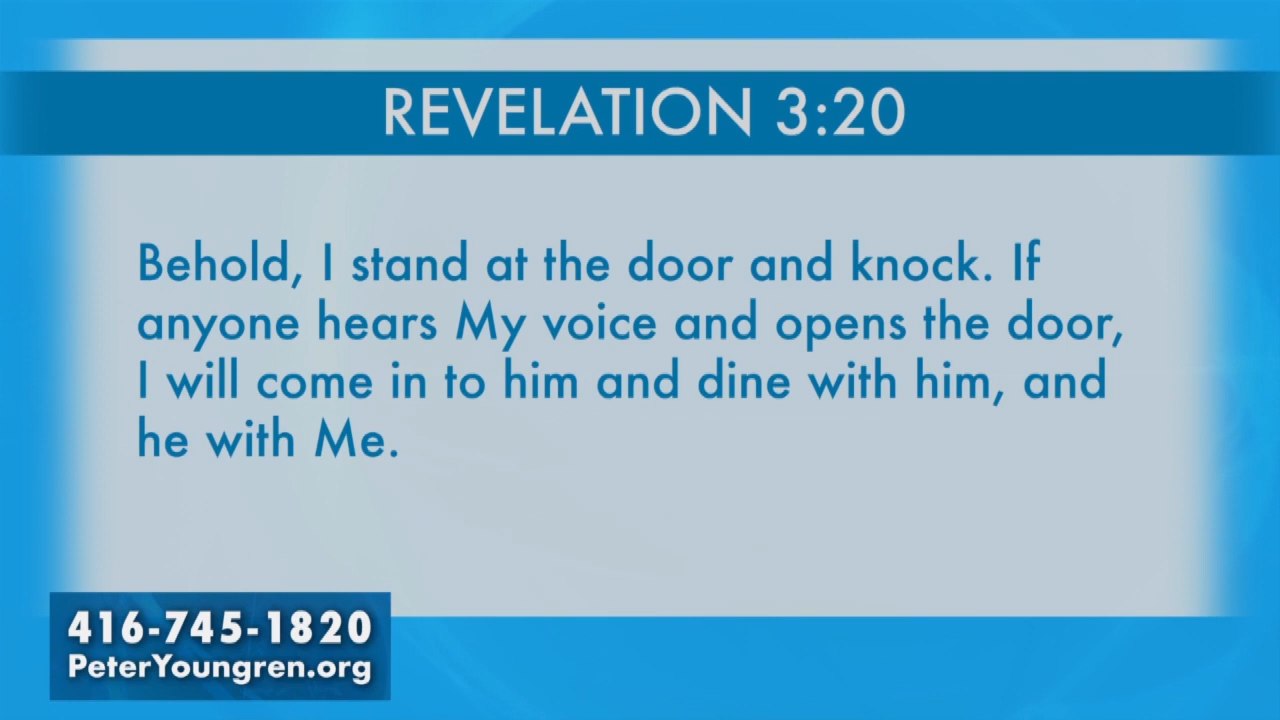 REVELATION 3:20
Behold, I stand at the door and knock. If
anyone hears My voice and opens the door,
I will come in to him and dine with him, and
he with Me.
416-745-1820
PeterYoungren.org